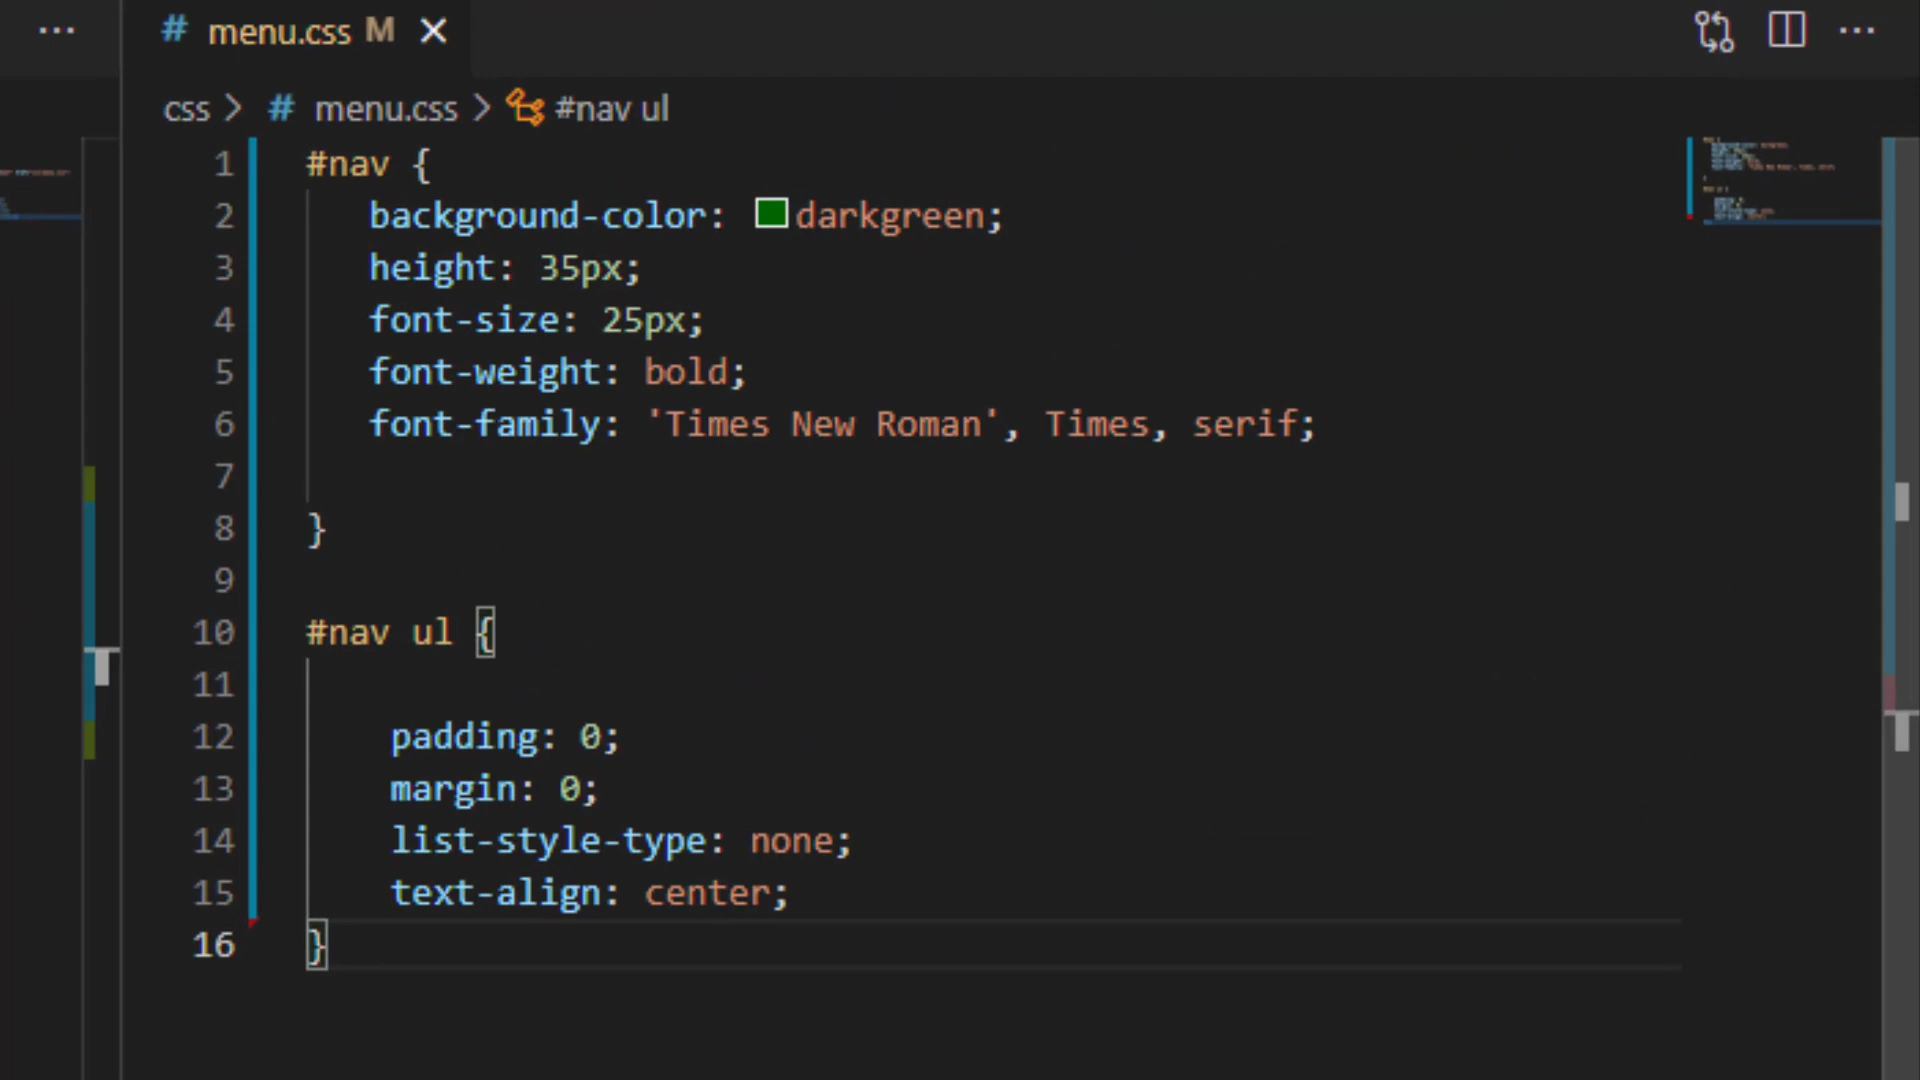 # menu.css M
css > # menu.css > #nav ul
1 #nav {
2 background-color: darkgreen;
3 height: 35px;
4 font-size: 25px;
5 font-weight: bold;
6 font-family: 'Times New Roman', Times, serif;
7
8 }
9
10 #nav ul {
11
12 padding: 0;
13 margin: 0;
14 list-style-type: none;
15 text-align: center;
16 }